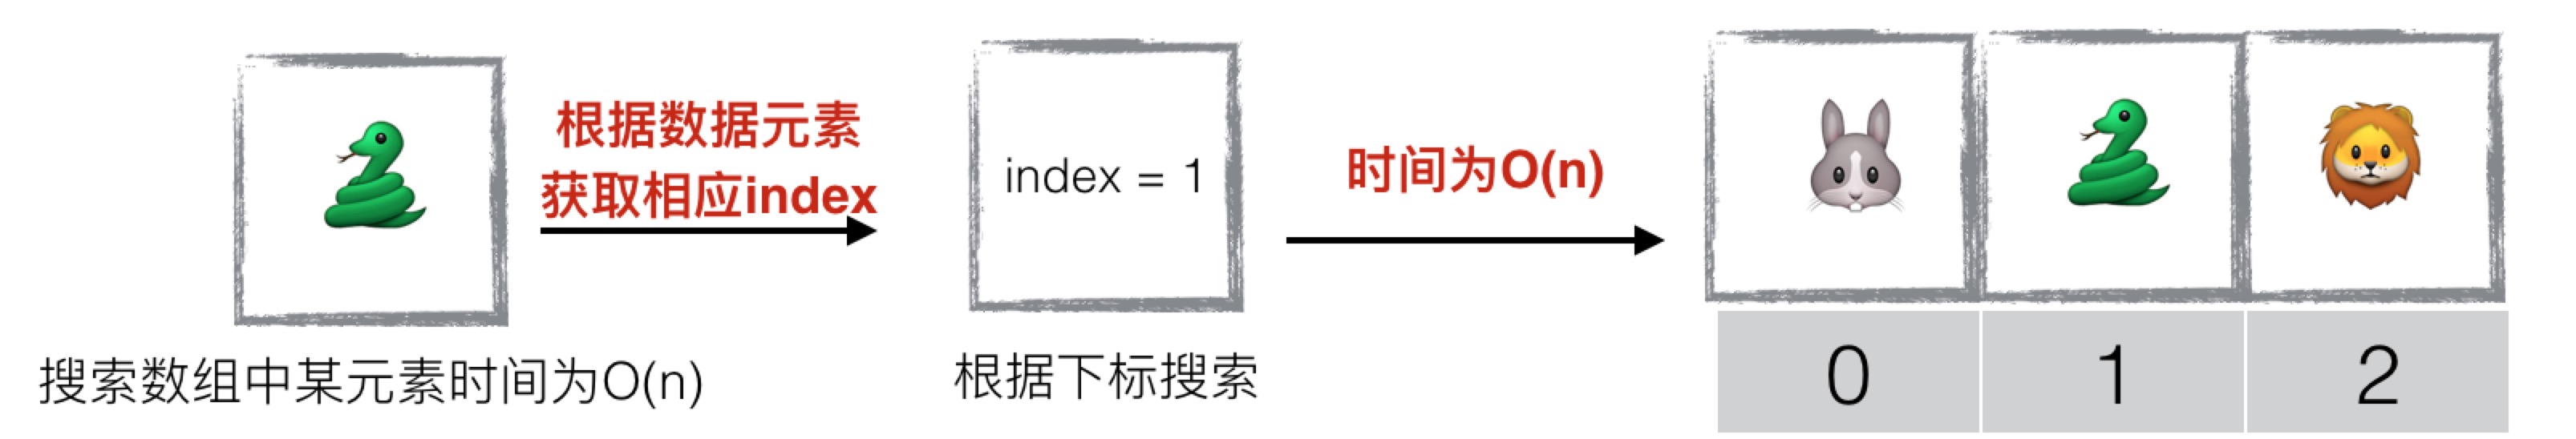 根据数据元素
获取相应index
index = 1
时间为O(n)
搜索数组中某元素时间为O(n)
根据下标搜索
0
1
2